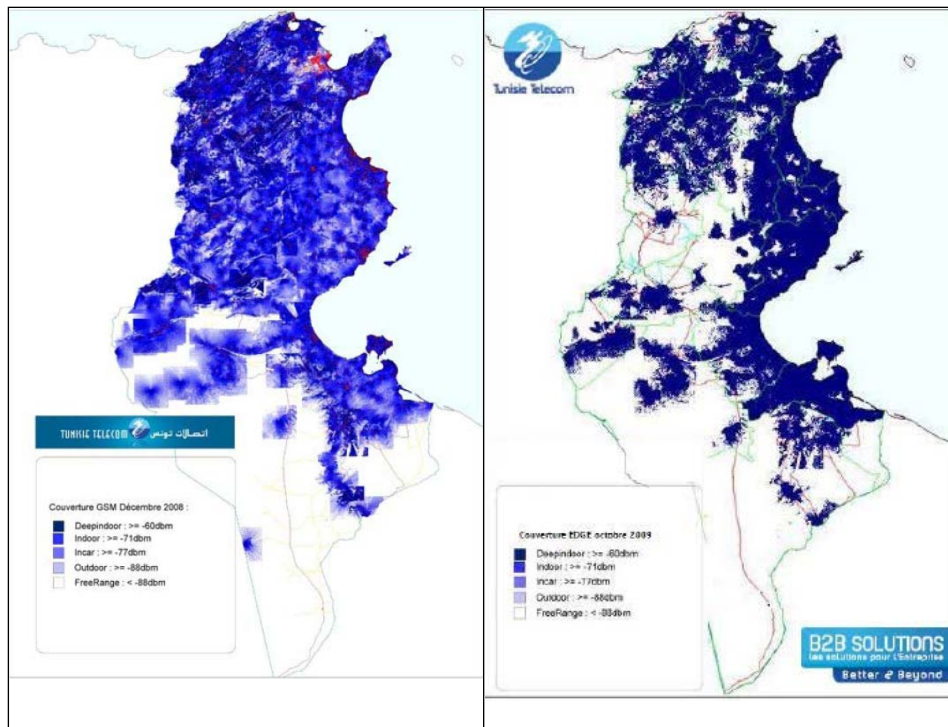 TUNISIE TELECOM اتصالات تونس
Couverture GSM Décembre 2008 :
Deepindoor : >= -60dbm
Indoor : >= -71dbm
Incar : >= -77dbm
Outdoor : >= -88dbm
FreeRange : < -88dbm
Tunisie Telecom
Couverture EDGE octobre 2009
Deepindoor : >= -60dbm
Indoor : >= -71dbm
Incar : >= -77dbm
Outdoor : >= -88dbm
FreeRange : < -88dbm
B2B SOLUTIONS
les solutions pour l'Entreprise
Better & Beyond